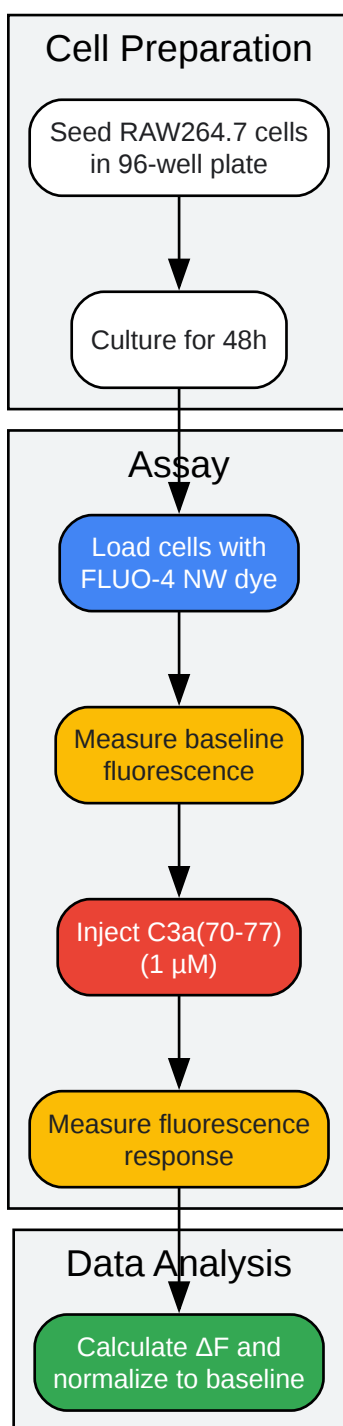 Cell Preparation
Seed RAW264.7 cells
in 96-well plate
Culture for 48h
Assay
Load cells with
FLUO-4 NW dye
Measure baseline
fluorescence
Inject C3a(70-77)
(1 µM)
Measure fluorescence
response
Data Analysis
Calculate ΔF and
normalize to baseline